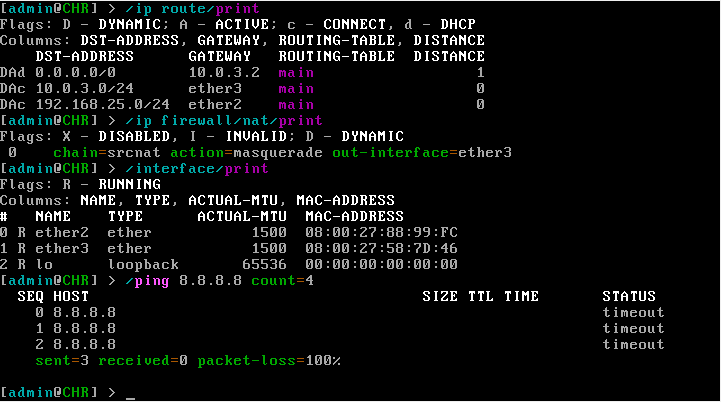 [admin@CHR] > /ip route/print
Flags: D - DYNAMIC; A - ACTIVE; c - CONNECT, d - DHCP
Columns: DST-ADDRESS, GATEWAY, ROUTING-TABLE, DISTANCE
DST-ADDRESS GATEWAY ROUTING-TABLE DISTANCE
DAd 0.0.0.0/0 10.0.3.2 main 1
DAc 10.0.3.0/24 ether3 main 0
DAc 192.168.25.0/24 ether2 main 0
[admin@CHR] > /ip firewall/nat/print
Flags: X - DISABLED, I - INVALID; D - DYNAMIC
0 chain=srcnat action=masquerade out-interface=ether3
[admin@CHR] > /interface/print
Flags: R - RUNNING
Columns: NAME, TYPE, ACTUAL-MTU, MAC-ADDRESS
# NAME TYPE ACTUAL-MTU MAC-ADDRESS
0 R ether2 ether 1500 08:00:27:88:99:FC
1 R ether3 ether 1500 08:00:27:58:7D:46
2 R lo loopback 65536 00:00:00:00:00:00
[admin@CHR] > /ping 8.8.8.8 count=4
SEQ HOST SIZE TTL TIME STATUS
0 8.8.8.8 timeout
1 8.8.8.8 timeout
2 8.8.8.8 timeout
sent=3 received=0 packet-loss=100%
[admin@CHR] > _